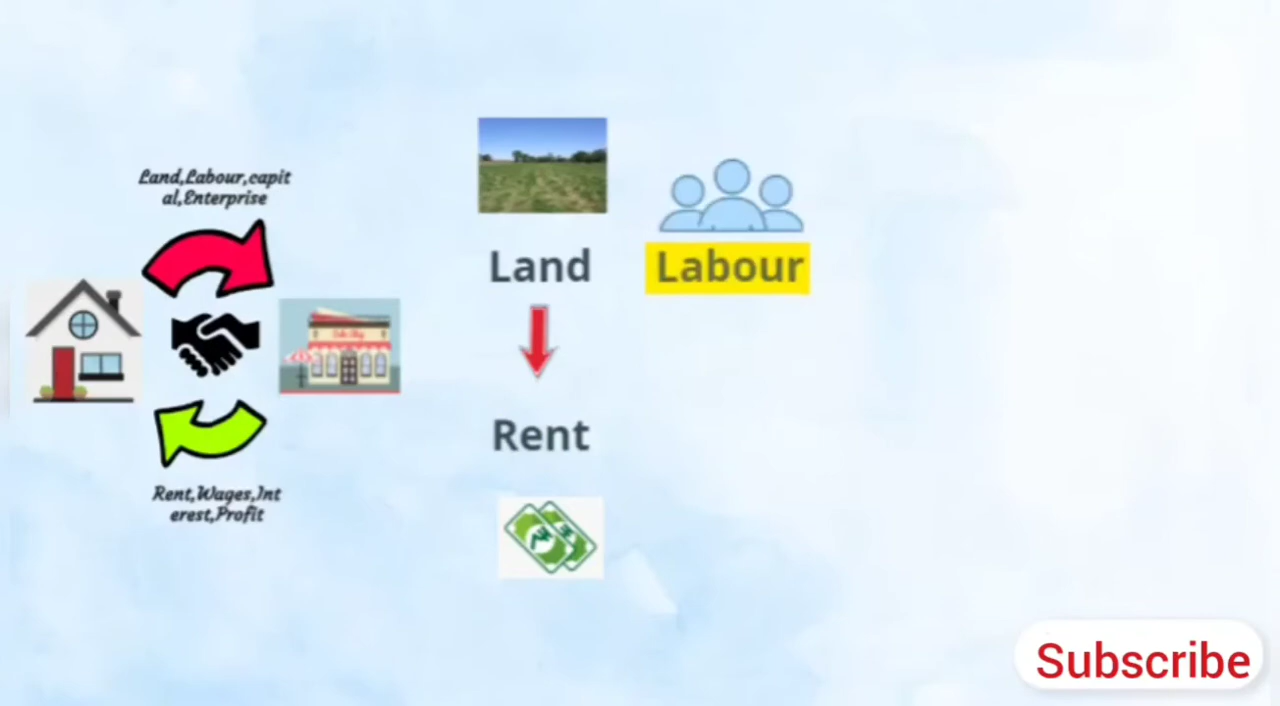 Land,Labour,capit
al,Enterprise
Land
Labour
Rent
Rent,Wages,Int
erest,Profit
Subscribe